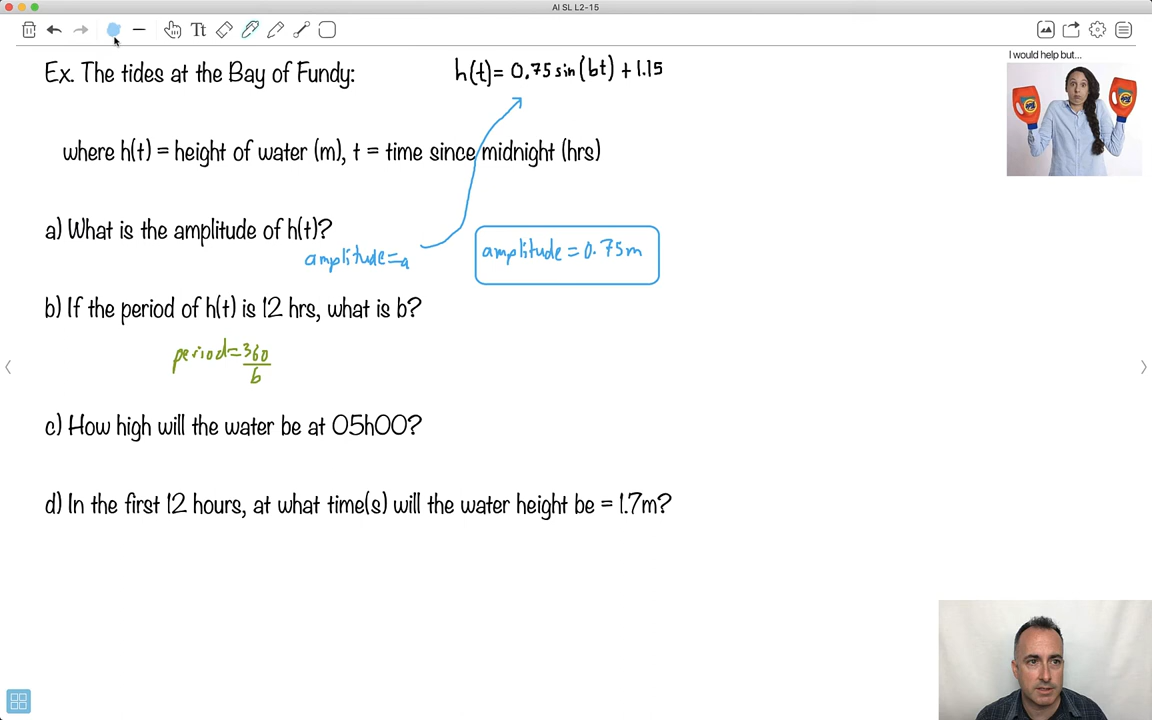 AI SL L2-15
Tt
I would help but...
Ex. The tides at the Bay of Fundy:
h(t)= 0.75 sin(bt) + 1.15
where h(t) = height of water (m), t = time since midnight (hrs)
a) What is the amplitude of h(t)?
amplitude=a
amplitude = 0.75m
b) If the period of h(t) is 12 hrs, what is b?
period=360
b
c) How high will the water be at 05h00?
d) In the first 12 hours, at what time(s) will the water height be = 1.7m?